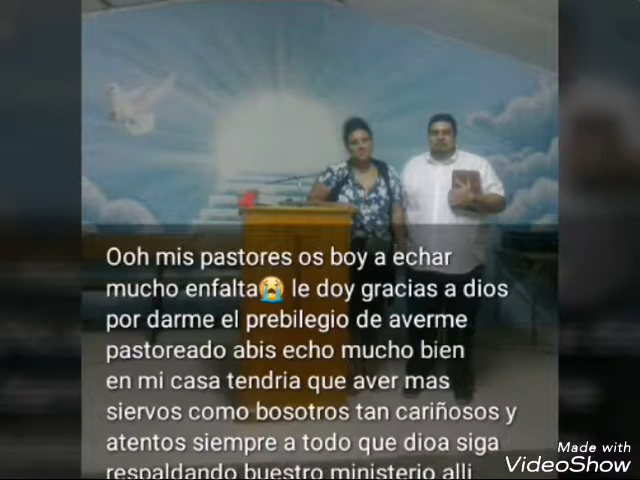 Ooh mis pastores os boy a echar
mucho enfalta😭 le doy gracias a dios
por darme el prebilegio de averme
pastoreado abis echo mucho bien
en mi casa tendria que aver mas
siervos como bosotros tan cariñosos y
atentos siempre a todo que dioa siga
respaldando buestro ministerio alli
Made with
VideoShow